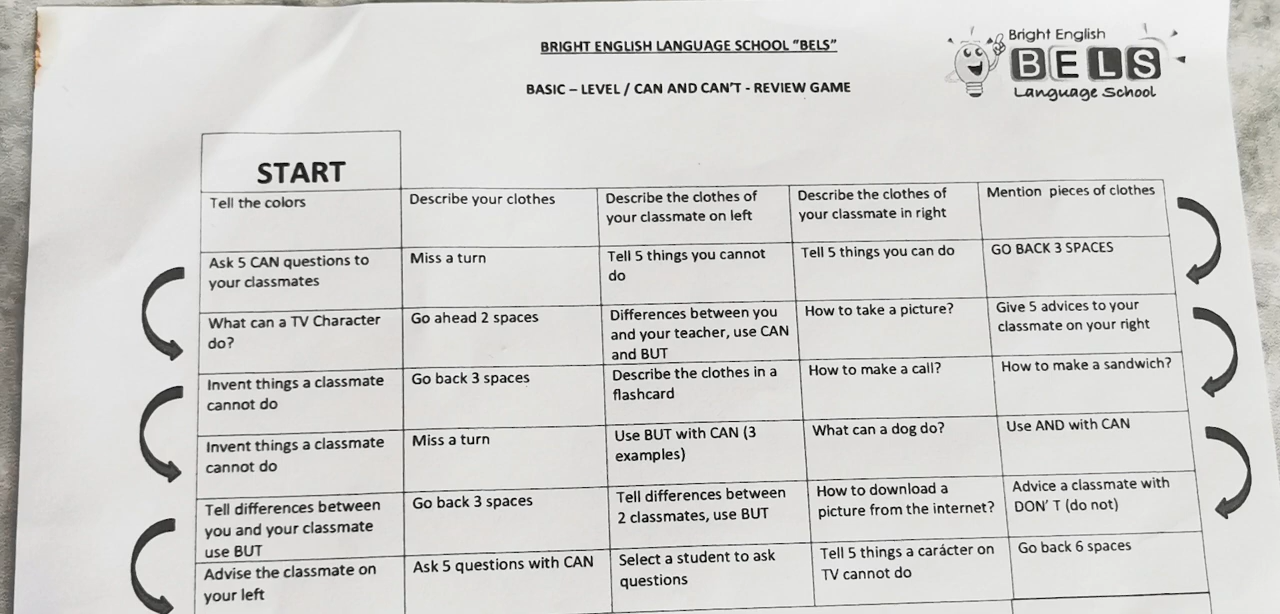 BRIGHT ENGLISH LANGUAGE SCHOOL "BELS"
Bright English
BELS
Language School
BASIC – LEVEL / CAN AND CAN'T - REVIEW GAME
START
Tell the colors
Describe your clothes
Describe the clothes of
your classmate on left
Describe the clothes of
your classmate in right
Mention pieces of clothes
Ask 5 CAN questions to
your classmates
Miss a turn
Tell 5 things you cannot
do
Tell 5 things you can do
GO BACK 3 SPACES
What can a TV Character
do?
Go ahead 2 spaces
Differences between you
and your teacher, use CAN
and BUT
How to take a picture?
Give 5 advices to your
classmate on your right
Invent things a classmate
cannot do
Go back 3 spaces
Describe the clothes in a
flashcard
How to make a call?
How to make a sandwich?
Invent things a classmate
cannot do
Miss a turn
Use BUT with CAN (3
examples)
What can a dog do?
Use AND with CAN
Tell differences between
you and your classmate
use BUT
Go back 3 spaces
Tell differences between
2 classmates, use BUT
How to download a
picture from the internet?
Advice a classmate with
DON' T (do not)
Advise the classmate on
your left
Ask 5 questions with CAN
Select a student to ask
questions
Tell 5 things a carácter on
TV cannot do
Go back 6 spaces